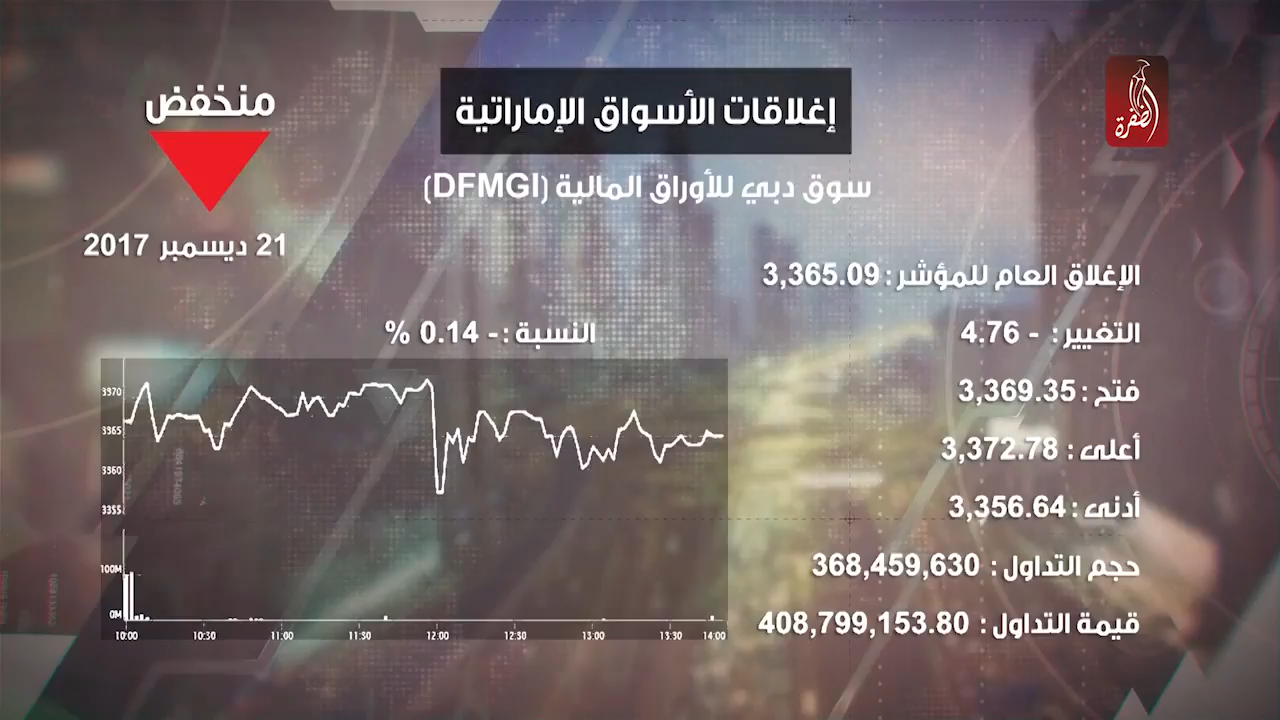 إغلاقات الأسواق الإماراتية
الظفرة
منخفض
سوق دبي للأوراق المالية (DFMGI)
21 ديسمبر 2017
الإغلاق العام للمؤشر : 3,365.09
التغيير : - 4.76
النسبة : - 0.14 %
فتح : 3,369.35
أعلى : 3,372.78
أدنى : 3,356.64
حجم التداول : 368,459,630
قيمة التداول : 408,799,153.80
3370
3365
3360
3355
100M
0M
10:00 10:30 11:00 11:30 12:00 12:30 13:00 13:30 14:00